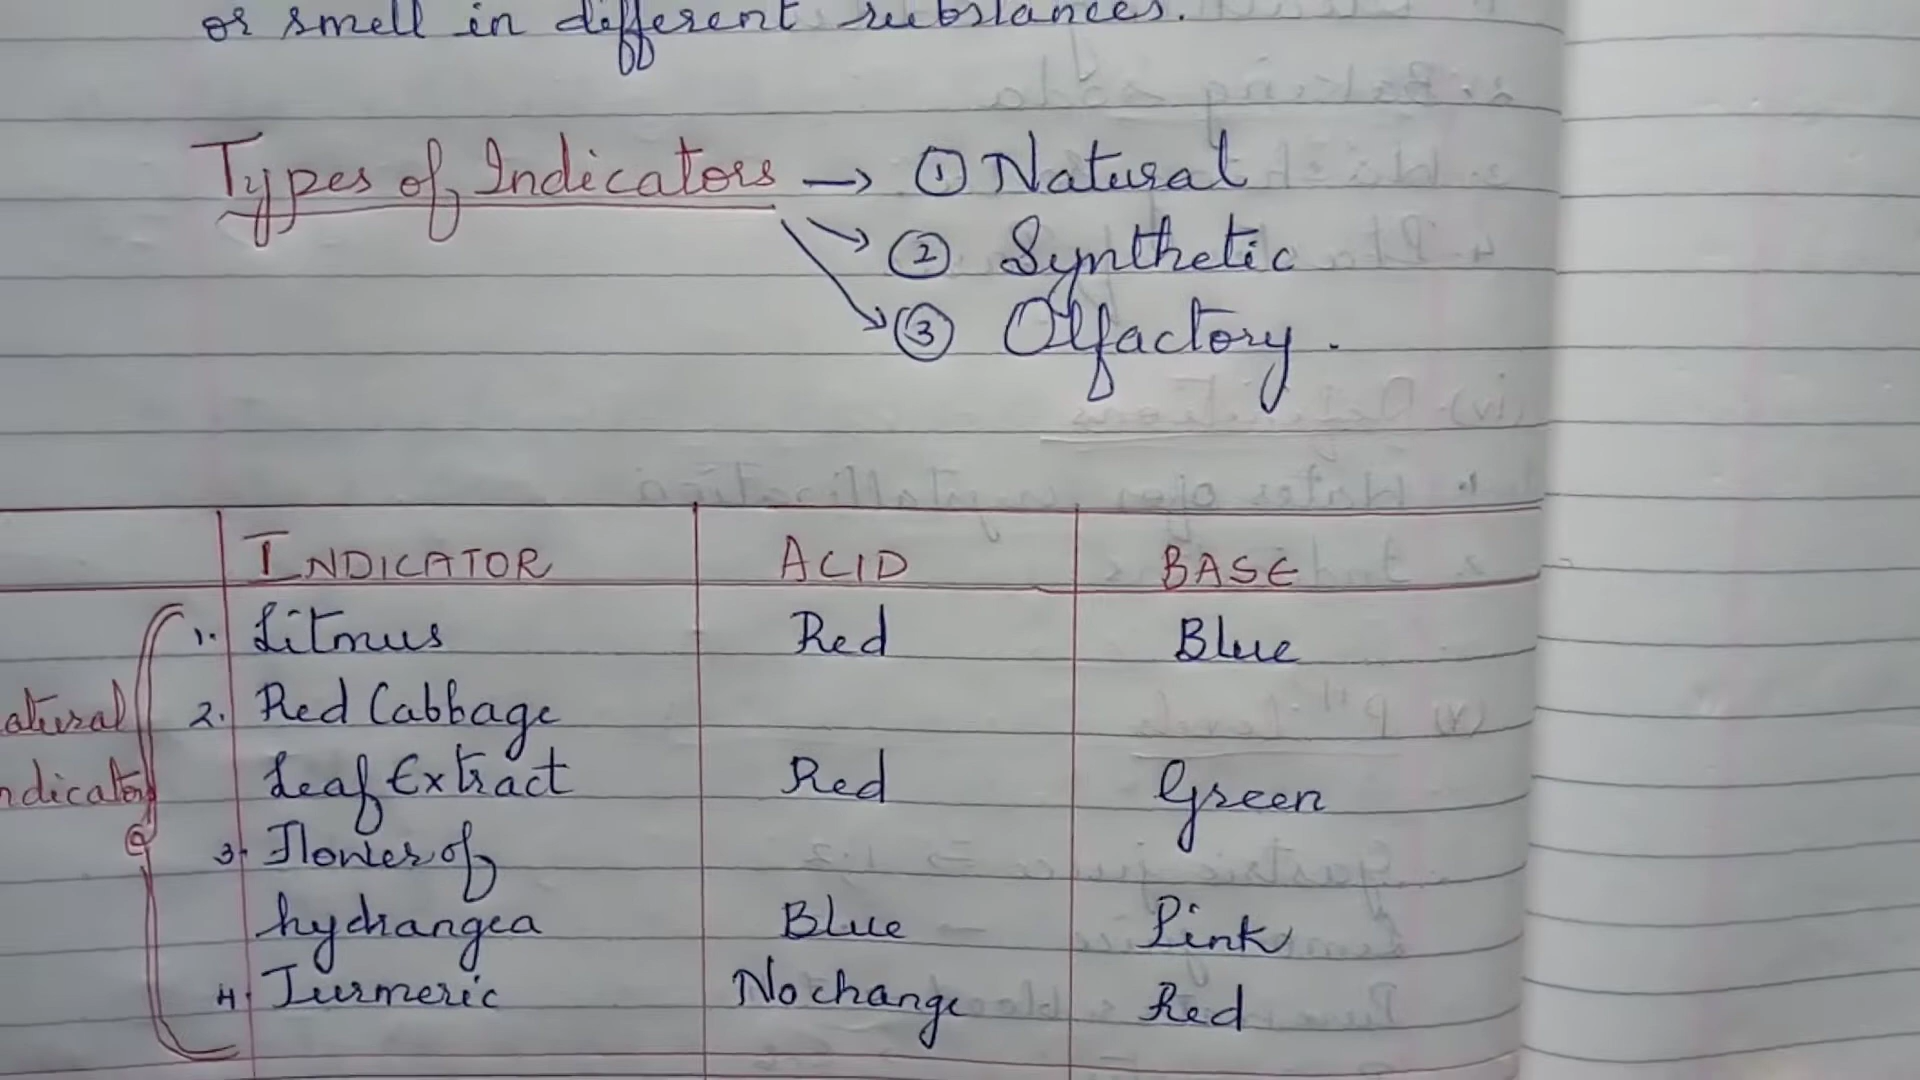 or smell in different substances.
Types of Indicators → ① Natural
② Synthetic
③ Olfactory.
INDICATOR ACID BASE
1. Litmus Red Blue
2. Red Cabbage
Leaf Extract Red Green
3. Flower of
hydrangea Blue Pink
4. Turmeric No change Red
atural
ndicators